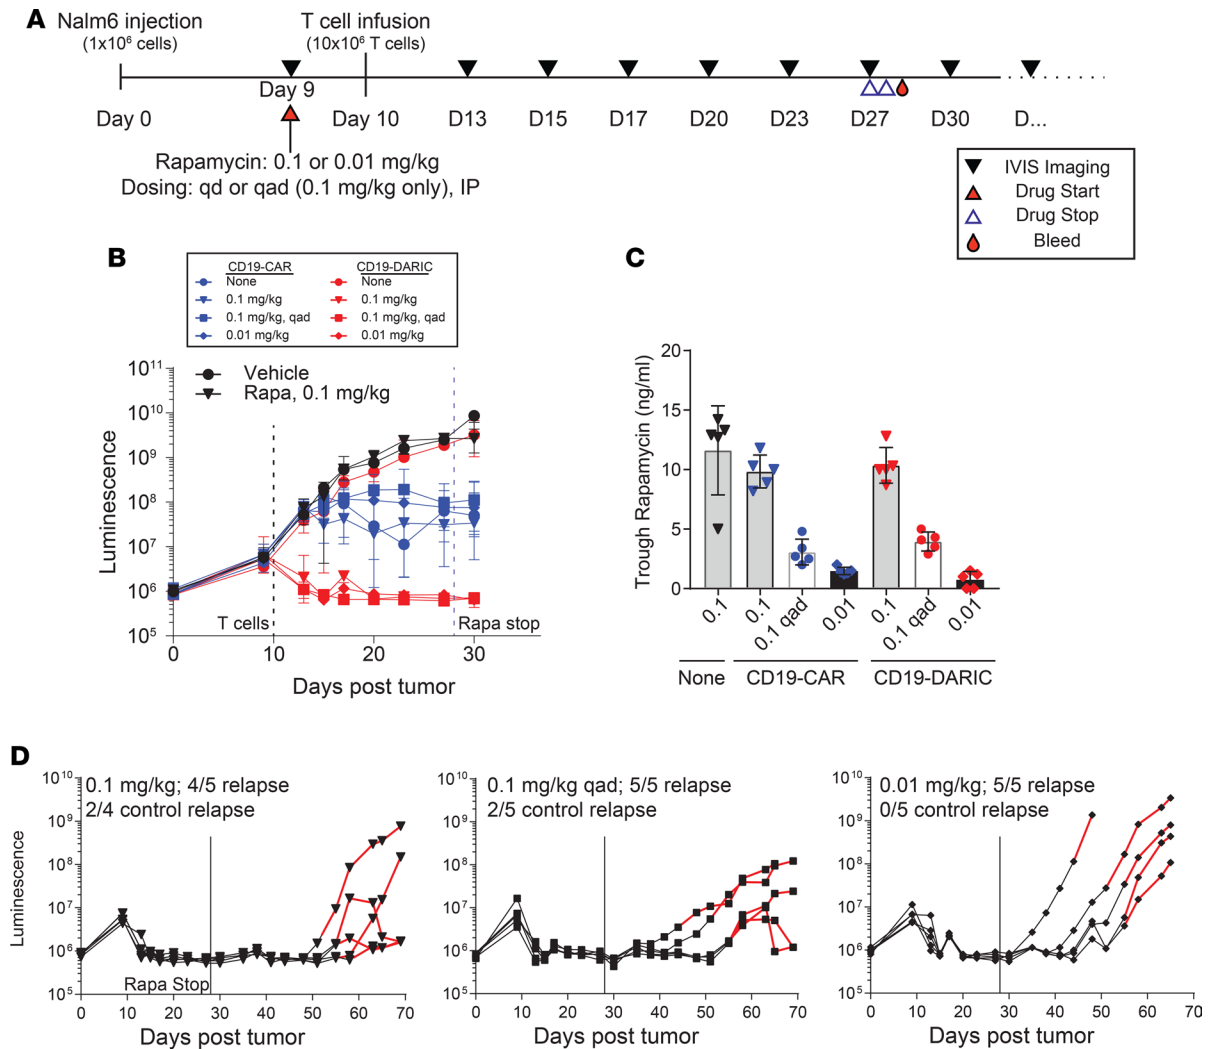 A
Nalm6 injection
(1x10⁶ cells)
T cell infusion
(10x10⁶ T cells)
Day 9
Day 0
Day 10
D13
D15
D17
D20
D23
D27
D30
D...
Rapamycin: 0.1 or 0.01 mg/kg
Dosing: qd or qad (0.1 mg/kg only), IP
IVIS Imaging
Drug Start
Drug Stop
Bleed
B
CD19-CAR
CD19-DARIC
None
None
0.1 mg/kg
0.1 mg/kg
0.1 mg/kg, qad
0.1 mg/kg, qad
0.01 mg/kg
0.01 mg/kg
Vehicle
Rapa, 0.1 mg/kg
Luminescence
10¹¹
10¹⁰
10⁹
10⁸
10⁷
10⁶
10⁵
T cells
Rapa stop
0
10
20
30
Days post tumor
C
Trough Rapamycin (ng/ml)
20
15
10
5
0
0.1
0.1
0.1 qad
0.01
0.1
0.1 qad
0.01
None
CD19-CAR
CD19-DARIC
D
Luminescence
10¹⁰
10⁹
10⁸
10⁷
10⁶
10⁵
0.1 mg/kg; 4/5 relapse
2/4 control relapse
Rapa Stop
0 10 20 30 40 50 60 70
Days post tumor
10¹⁰
10⁹
10⁸
10⁷
10⁶
10⁵
0.1 mg/kg qad; 5/5 relapse
2/5 control relapse
0 10 20 30 40 50 60 70
Days post tumor
10¹⁰
10⁹
10⁸
10⁷
10⁶
10⁵
0.01 mg/kg; 5/5 relapse
0/5 control relapse
0 10 20 30 40 50 60 70
Days post tumor